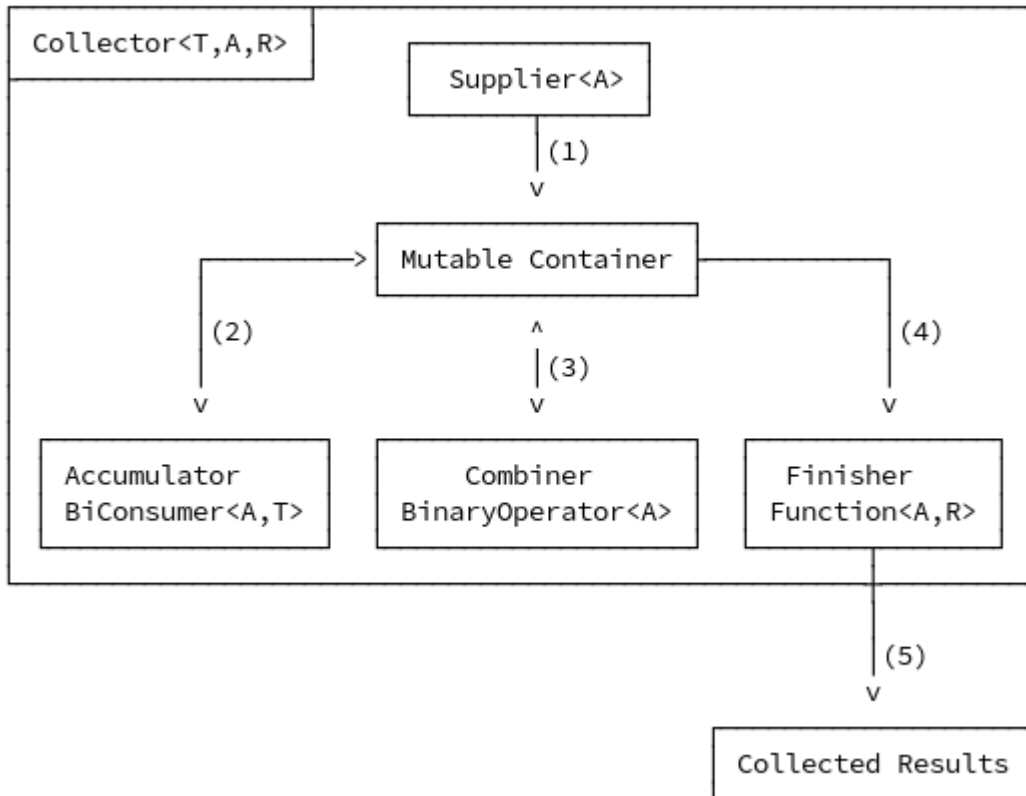 Collector<T,A,R>
Supplier<A>
(1)
Mutable Container
(2)
(3)
(4)
Accumulator
BiConsumer<A,T>
Combiner
BinaryOperator<A>
Finisher
Function<A,R>
(5)
Collected Results